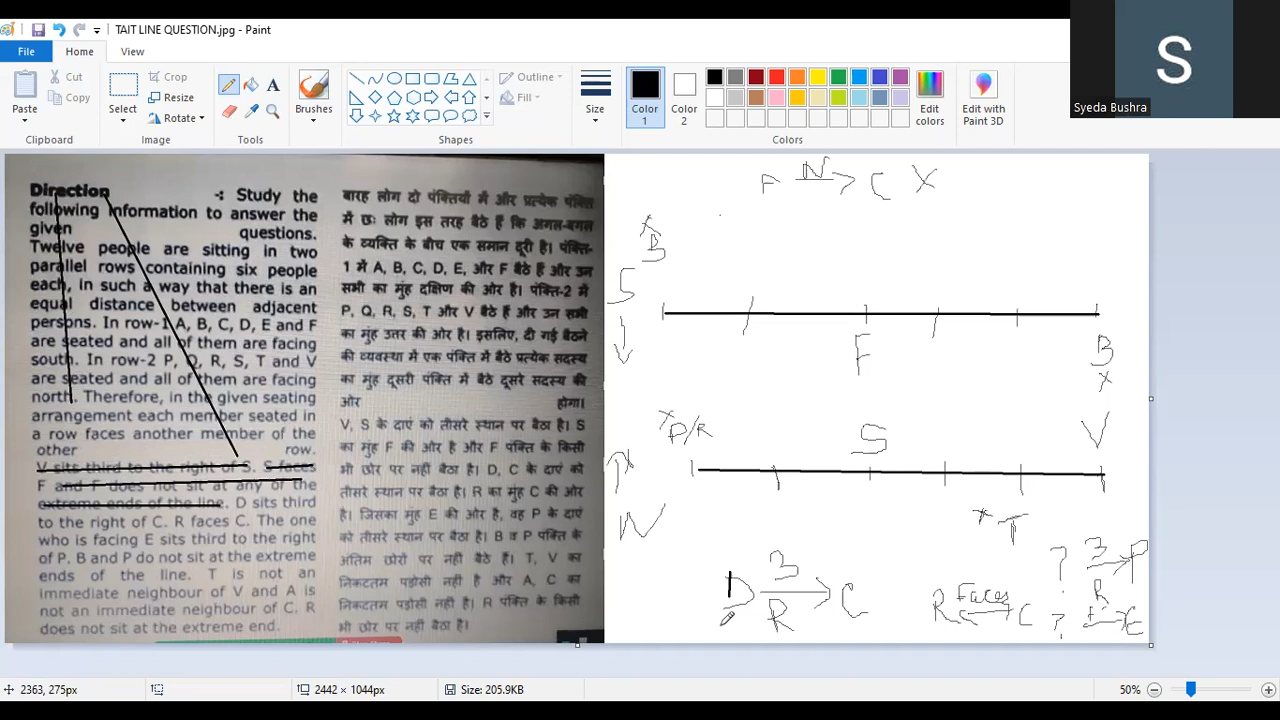 TAIT LINE QUESTION.jpg - Paint
File Home View
Paste Cut Copy Clipboard
Select Crop Resize Rotate Image
Tools
Brushes
Outline Fill Shapes
Size
Color 1 Color 2 Edit colors Edit with Paint 3D Colors
S
Syeda Bushra
Direction -: Study the
following information to answer the
given questions.
Twelve people are sitting in two
parallel rows containing six people
each, in such a way that there is an
equal distance between adjacent
persons. In row-1 A, B, C, D, E and F
are seated and all of them are facing
south. In row-2 P, Q, R, S, T and V
are seated and all of them are facing
north. Therefore, in the given seating
arrangement each member seated in
a row faces another member of the
other row.
V sits third to the right of S. S faces
F and F does not sit at any of the
extreme ends of the line. D sits third
to the right of C. R faces C. The one
who is facing E sits third to the right
of P. B and P do not sit at the extreme
ends of the line. T is not an
immediate neighbour of V and A is
not an immediate neighbour of C. R
does not sit at the extreme end.
बारह लोग दो पंक्तियों में और प्रत्येक पंक्ति
में छः लोग इस तरह बैठे हैं कि अगल-बगल
के व्यक्ति के बीच एक समान दूरी है। पंक्ति-
1 में A, B, C, D, E, और F बैठे हैं और उन
सभी का मुंह दक्षिण की ओर है। पंक्ति-2 में
P, Q, R, S, T और V बैठे हैं और उन सभी
का मुंह उत्तर की ओर है। इसलिए, दी गई बैठने
की व्यवस्था में एक पंक्ति में बैठे प्रत्येक सदस्य
का मुंह दूसरी पंक्ति में बैठे दूसरे सदस्य की
ओर होगा।
V, S के दाएं को तीसरे स्थान पर बैठा है। S
का मुंह F की ओर है और F पंक्ति के किसी
भी छोर पर नहीं बैठा है। D, C के दाएं को
तीसरे स्थान पर बैठा है। R का मुंह C की ओर
है। जिसका मुंह E की ओर है, वह P के दाएं
को तीसरे स्थान पर बैठा है। B व P पंक्ति के
अंतिम छोरों पर नही बैठे है। T, V का
निकटतम पड़ोसी नही है और A, C का
निकटतम पड़ोसी नहीं है। R पंक्ति के किसी
भी छोर पर नहीं बैठा है।
F N C X
x B
S
F B x
x P/R S V
N x T
D 3 R C
R Faces C
? 3 P
R
? E
2363, 275px 2442 × 1044px Size: 205.9KB 50%